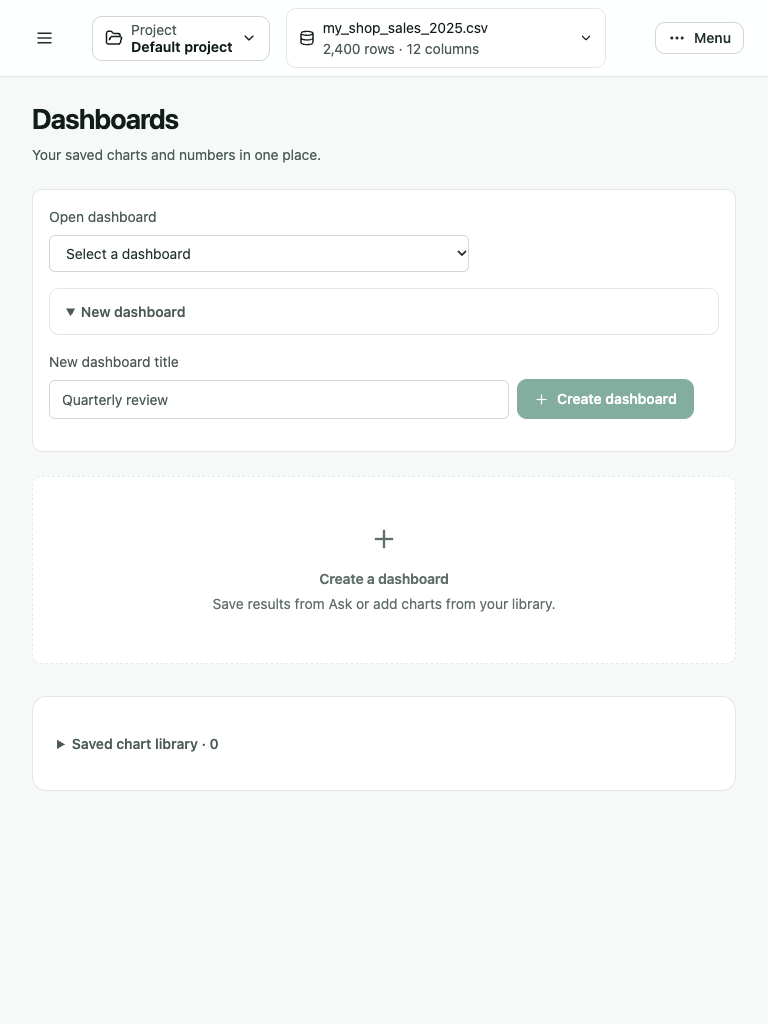 Project
Default project
my_shop_sales_2025.csv
2,400 rows · 12 columns
Menu
Dashboards
Your saved charts and numbers in one place.
Open dashboard
Select a dashboard
New dashboard
New dashboard title
Quarterly review
Create dashboard
Create a dashboard
Save results from Ask or add charts from your library.
Saved chart library · 0